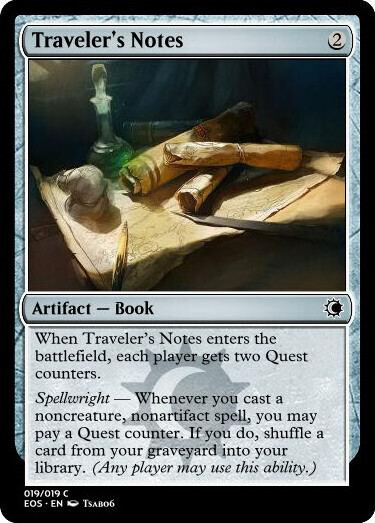 Traveler's Notes 2
Artifact — Book
When Traveler's Notes enters the
battlefield, each player gets two Quest
counters.
Spellwright — Whenever you cast a
noncreature, nonartifact spell, you may
pay a Quest counter. If you do, shuffle a
card from your graveyard into your
library. (Any player may use this ability.)
019/019 C
EOS • EN Tsabo6